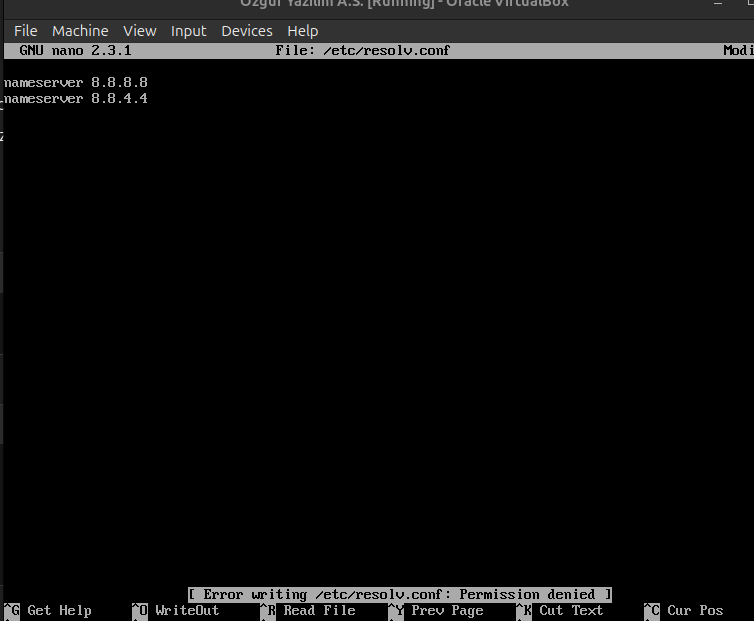 Ozgur Yazilim A.S. [Running] - Oracle VirtualBox
File Machine View Input Devices Help
GNU nano 2.3.1 File: /etc/resolv.conf Modi
nameserver 8.8.8.8
nameserver 8.8.4.4
[ Error writing /etc/resolv.conf: Permission denied ]
^G Get Help ^O WriteOut ^R Read File ^Y Prev Page ^K Cut Text ^C Cur Pos